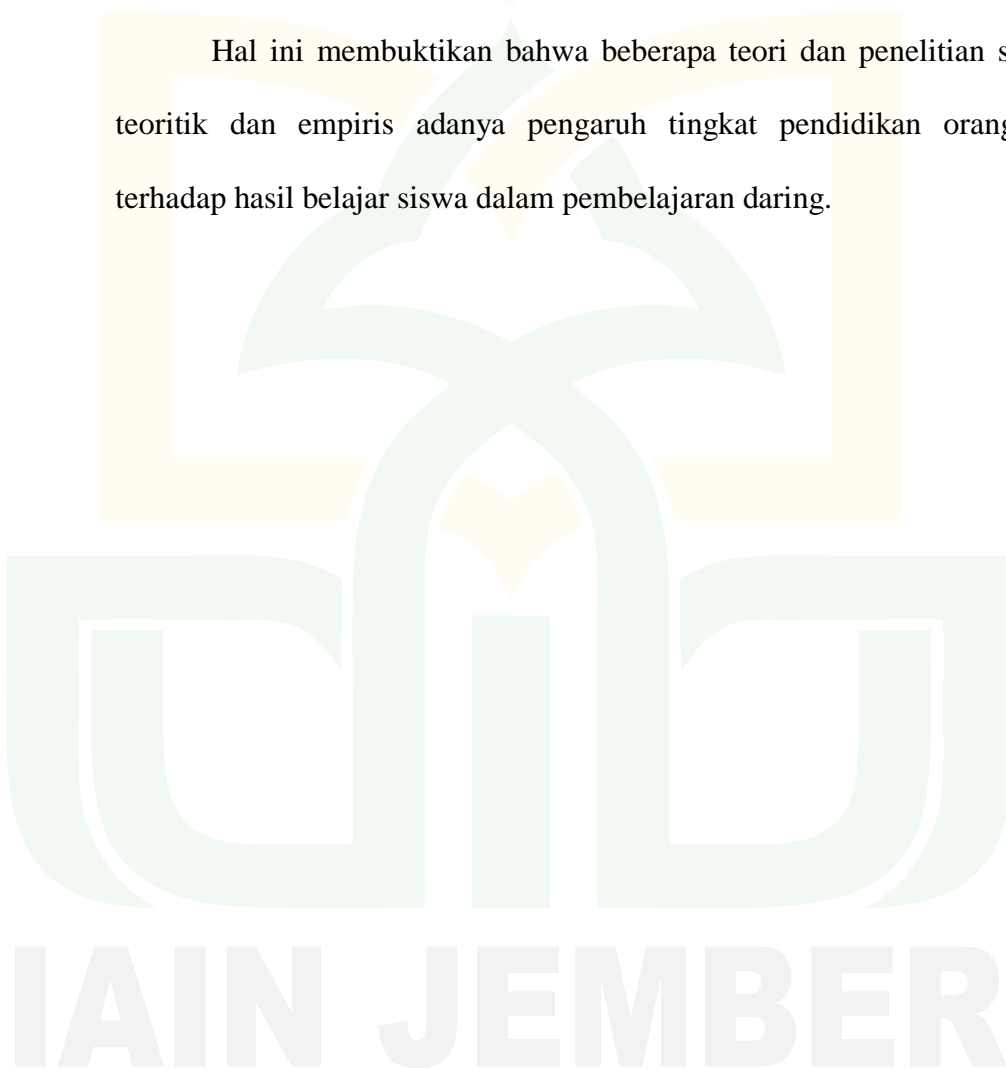 Hal ini membuktikan bahwa beberapa teori dan penelitian
teoritik dan empiris adanya pengaruh tingkat pendidikan
terhadap hasil belajar siswa dalam pembelajaran daring.
IAIN JEMBER